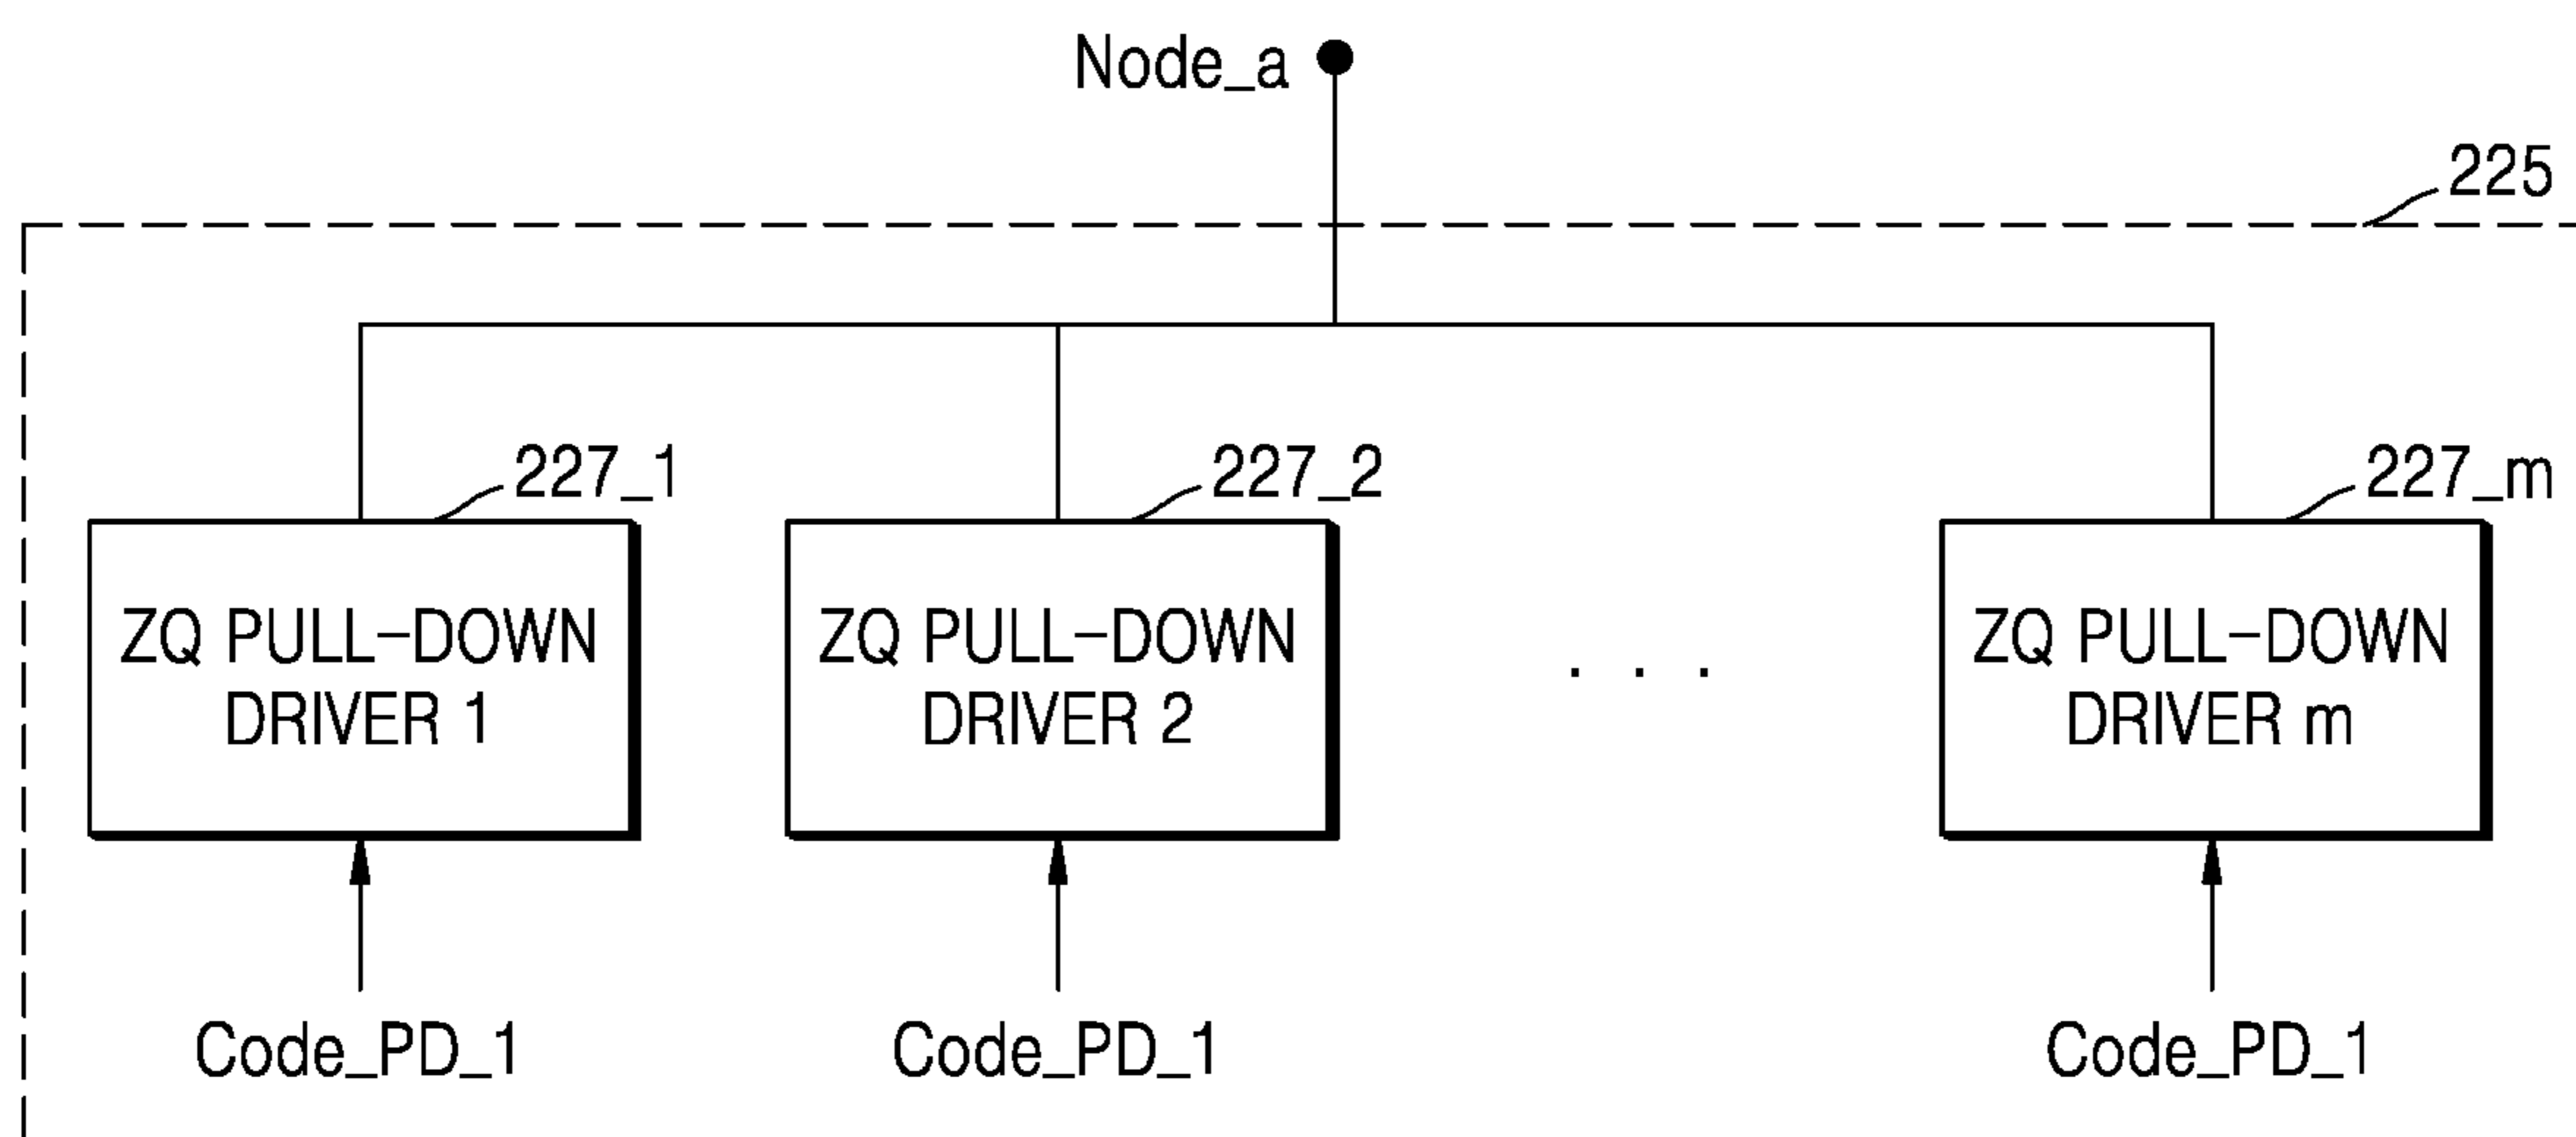 Node_a
225
227_1
227_2
227_m
ZQ PULL-DOWN
DRIVER 1
ZQ PULL-DOWN
DRIVER 2
. . .
ZQ PULL-DOWN
DRIVER m
Code_PD_1
Code_PD_1
Code_PD_1